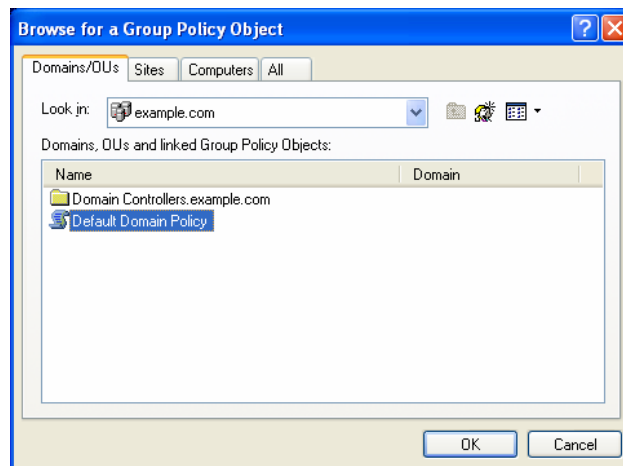 Browse for a Group Policy Object
Domains/OUs Sites Computers All
Look in: example.com
Domains, OUs and linked Group Policy Objects:
Name Domain
Domain Controllers.example.com
Default Domain Policy
OK Cancel